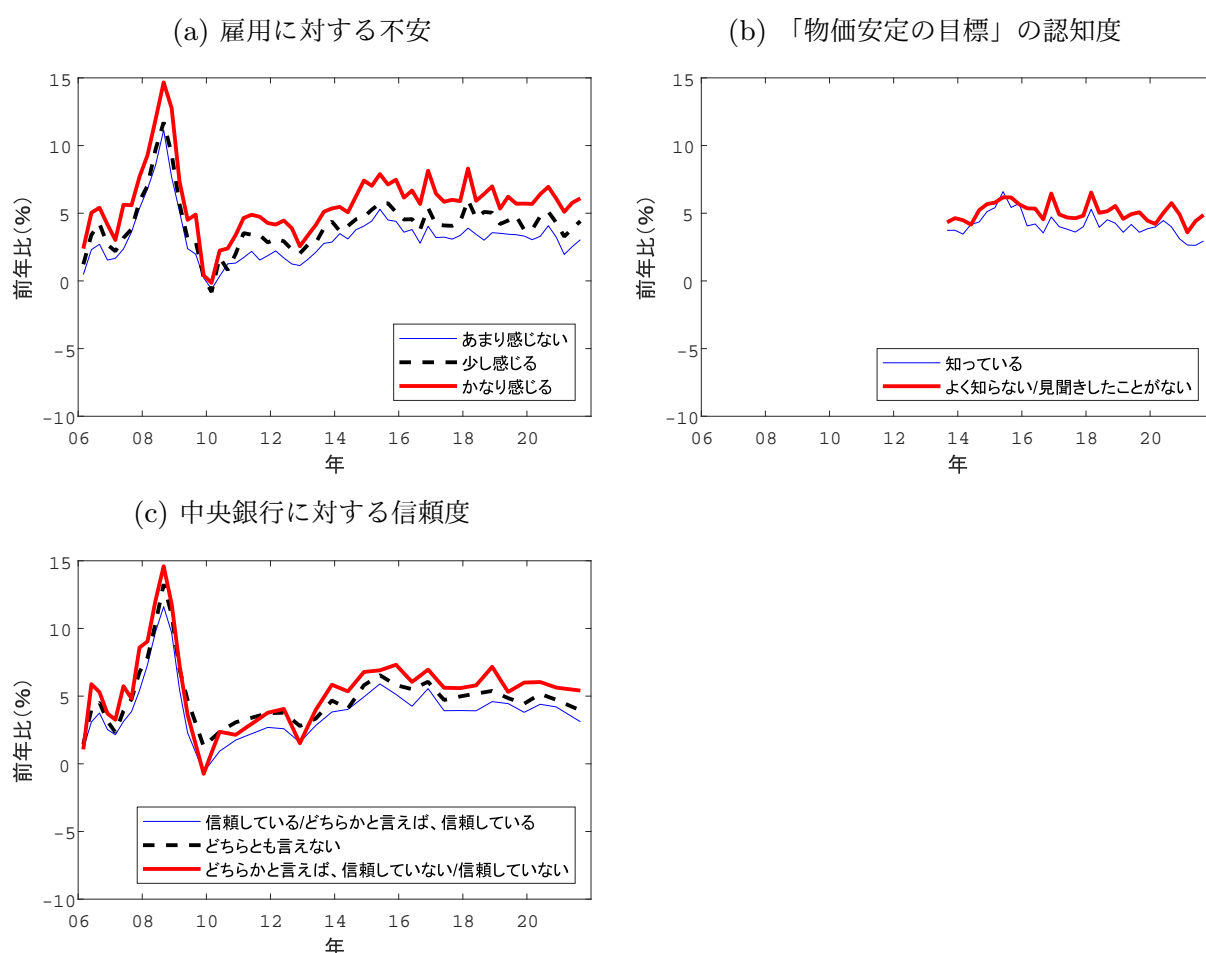 (a) 雇用に対する不安
15
10
5
0
-5
-10
06 08 10 12 14 16 18 20
年
前年比(%)
あまり感じない
少し感じる
かなり感じる
(b) 「物価安定の目標」の認知度
15
10
5
0
-5
-10
06 08 10 12 14 16 18 20
年
前年比(%)
知っている
よく知らない/見聞きしたことがない
(c) 中央銀行に対する信頼度
15
10
5
0
-5
-10
06 08 10 12 14 16 18 20
年
前年比(%)
信頼している/どちらかと言えば、信頼している
どちらとも言えない
どちらかと言えば、信頼していない/信頼していない